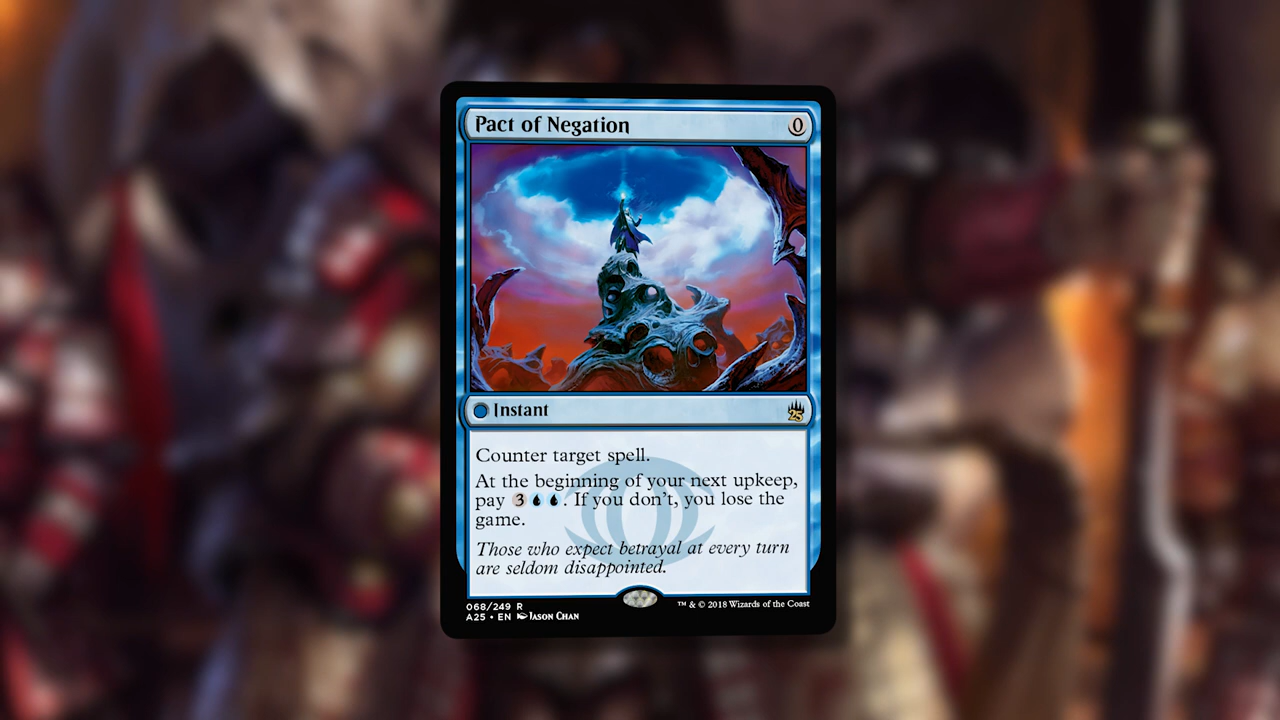 Pact of Negation 0
Instant
25
Counter target spell.
At the beginning of your next upkeep,
pay 3. If you don't, you lose the
game.
Those who expect betrayal at every turn
are seldom disappointed.
068/249 R
A25 • EN Jason Chan
™ & © 2018 Wizards of the Coast